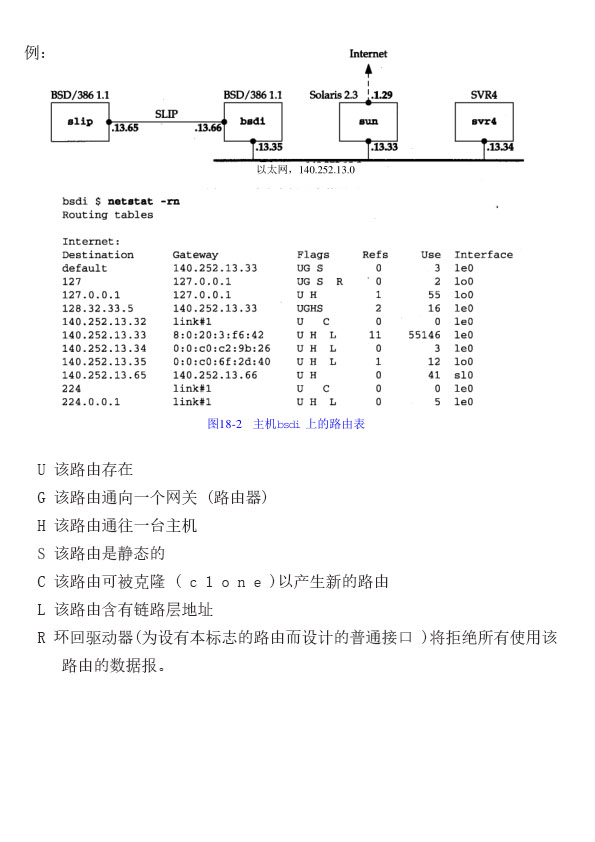 例:
Internet
BSD/386 1.1 BSD/386 1.1 Solaris 2.3 .1.29 SVR4
slip SLIP bsdi sun svr4
.13.65 .13.66
.13.35 .13.33 .13.34
以太网，140.252.13.0
bsdi $ netstat -rn
Routing tables
Internet:
Destination Gateway Flags Refs Use Interface
default 140.252.13.33 UG S 0 3 le0
127 127.0.0.1 UG S R 0 2 lo0
127.0.0.1 127.0.0.1 U H 1 55 lo0
128.32.33.5 140.252.13.33 UGHS 2 16 le0
140.252.13.32 link#1 U C 0 0 le0
140.252.13.33 8:0:20:3:f6:42 U H L 11 55146 le0
140.252.13.34 0:0:c0:c2:9b:26 U H L 0 3 le0
140.252.13.35 0:0:c0:6f:2d:40 U H L 1 12 lo0
140.252.13.65 140.252.13.66 U H 0 41 sl0
224 link#1 U C 0 0 le0
224.0.0.1 link#1 U H L 0 5 le0
图18-2 主机bsdi 上的路由表
U 该路由存在
G 该路由通向一个网关 (路由器)
H 该路由通往一台主机
S 该路由是静态的
C 该路由可被克隆 ( c l o n e )以产生新的路由
L 该路由含有链路层地址
R 环回驱动器(为设有本标志的路由而设计的普通接口 )将拒绝所有使用该
路由的数据报。